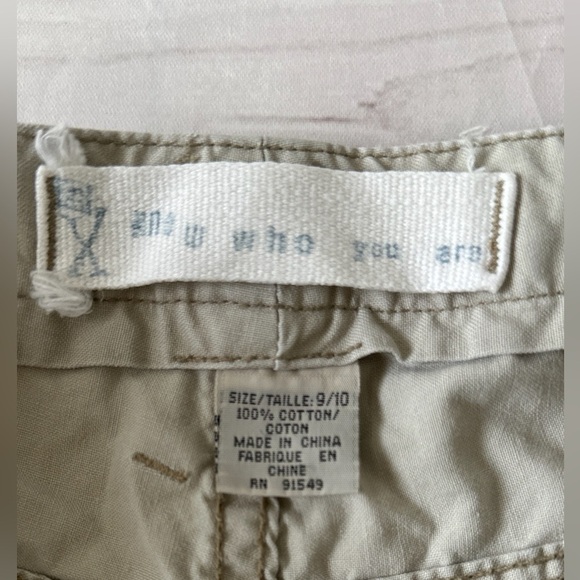 know who you are
SIZE/TAILLE: 9/10
100% COTTON/
COTON
MADE IN CHINA
FABRIQUE EN
CHINE
RN 91549